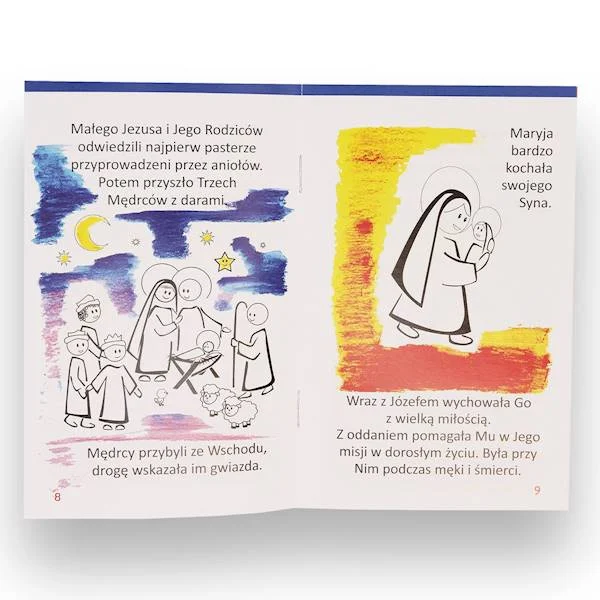 Małego Jezusa i Jego Rodziców
odwiedzili najpierw pasterze
przyprowadzeni przez aniołów.
Potem przyszło Trzech
Mędrców z darami.
Mędrcy przybyli ze Wschodu,
drogę wskazała im gwiazda.
8
Maryja
bardzo
kochała
swojego
Syna.
Wraz z Józefem wychowała Go
z wielką miłością.
Z oddaniem pomagała Mu w Jego
misji w dorosłym życiu. Była przy
Nim podczas męki i śmierci.
9